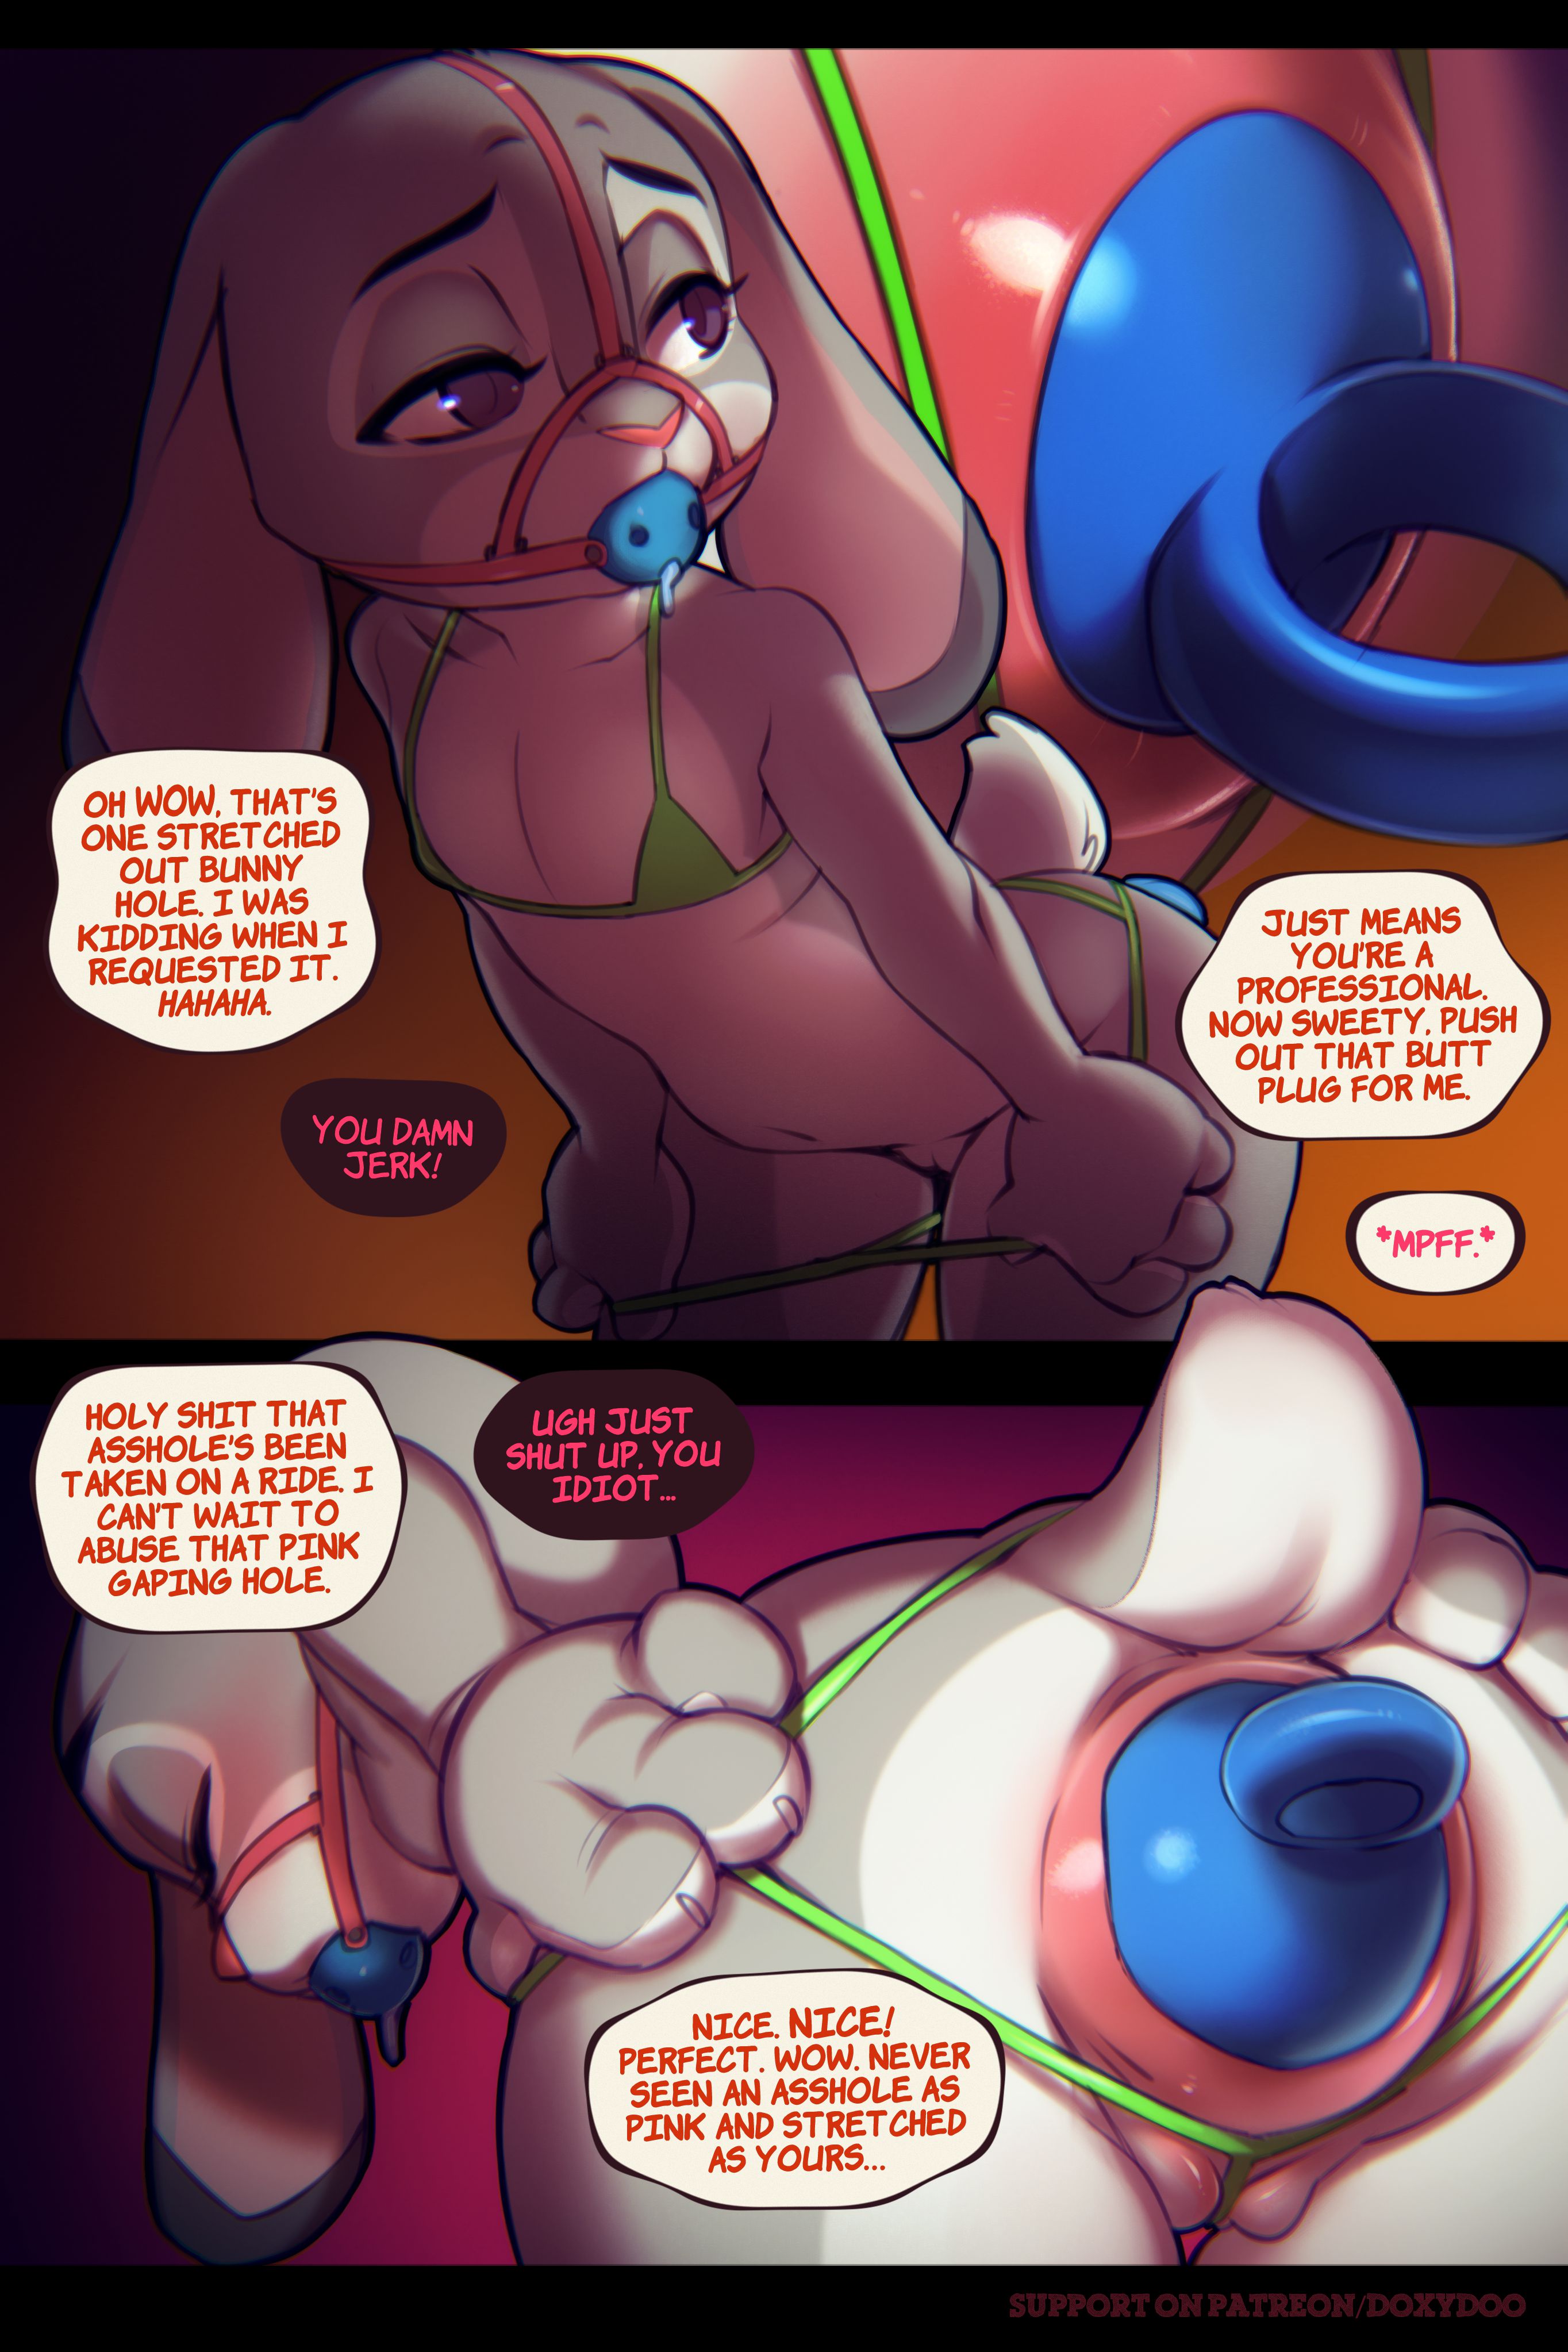 OH WOW, THAT'S
ONE STRETCHED
OUT BUNNY
HOLE. I WAS
KIDDING WHEN I
REQUESTED IT.
HAHAHA.
YOU DAMN
JERK!
JUST MEANS
YOU'RE A
PROFESSIONAL.
NOW SWEETY, PUSH
OUT THAT BUTT
PLUG FOR ME.
*MPFF.*
HOLY SHIT THAT
ASSHOLE'S BEEN
TAKEN ON A RIDE. I
CAN'T WAIT TO
ABUSE THAT PINK
GAPING HOLE.
UGH JUST
SHUT UP, YOU
IDIOT...
NICE. NICE!
PERFECT. WOW. NEVER
SEEN AN ASSHOLE AS
PINK AND STRETCHED
AS YOURS...
SUPPORT ON PATREON/DOXYDOO